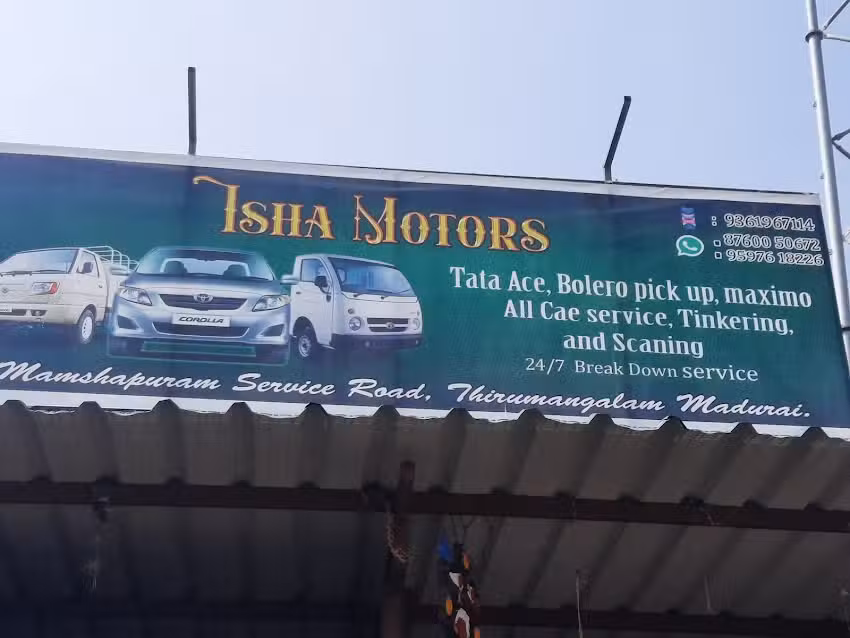 Isha Motors
: 9361967114
: 87600 50672
: 95976 18226
Tata Ace, Bolero pick up, maximo
All Cae service, Tinkering,
and Scaning
24/7 Break Down service
COROLLA
Mamshapuram Service Road, Thirumangalam Madurai.